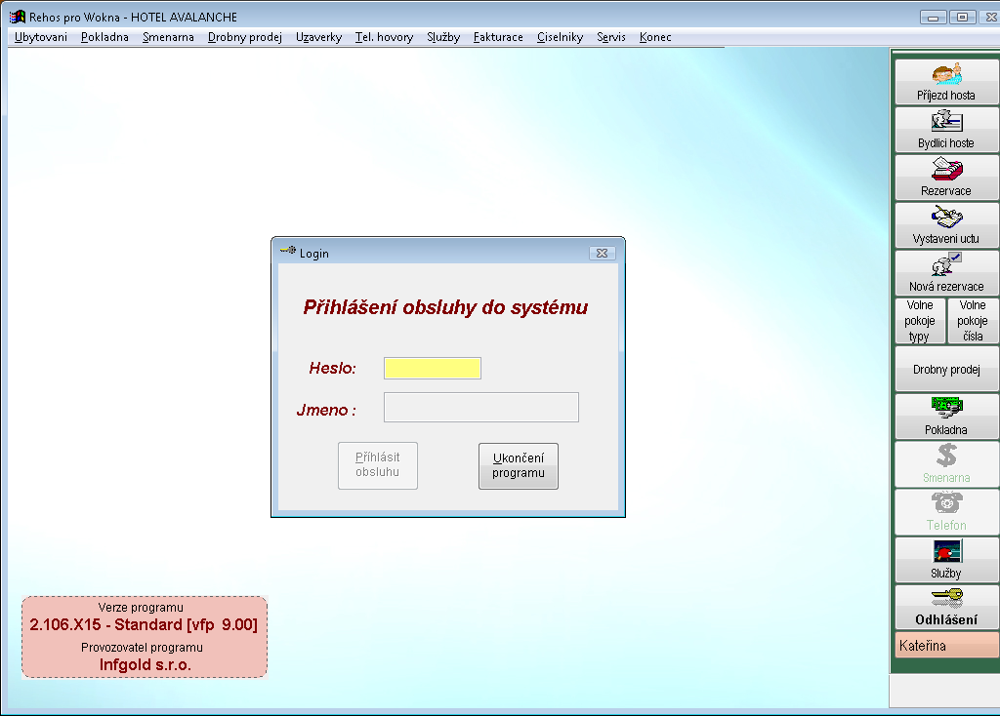 Rehos pro Wokna - HOTEL AVALANCHE
Ubytovani Pokladna Smenarna Drobny prodej Uzaverky Tel. hovory Služby Fakturace Ciselniky Servis Konec
Login
Přihlášení obsluhy do systému
Heslo:
Jmeno :
Příhlásit
obsluhu
Ukončení
programu
Verze programu
2.106.X15 - Standard [vfp 9.00]
Provozovatel programu
Infgold s.r.o.
Příjezd hosta
Bydlici hoste
Rezervace
Vystaveni uctu
Nová rezervace
Volne
pokoje
typy
Volne
pokoje
čísla
Drobny prodej
Pokladna
Smenarna
Telefon
Služby
Odhlášení
Kateřina